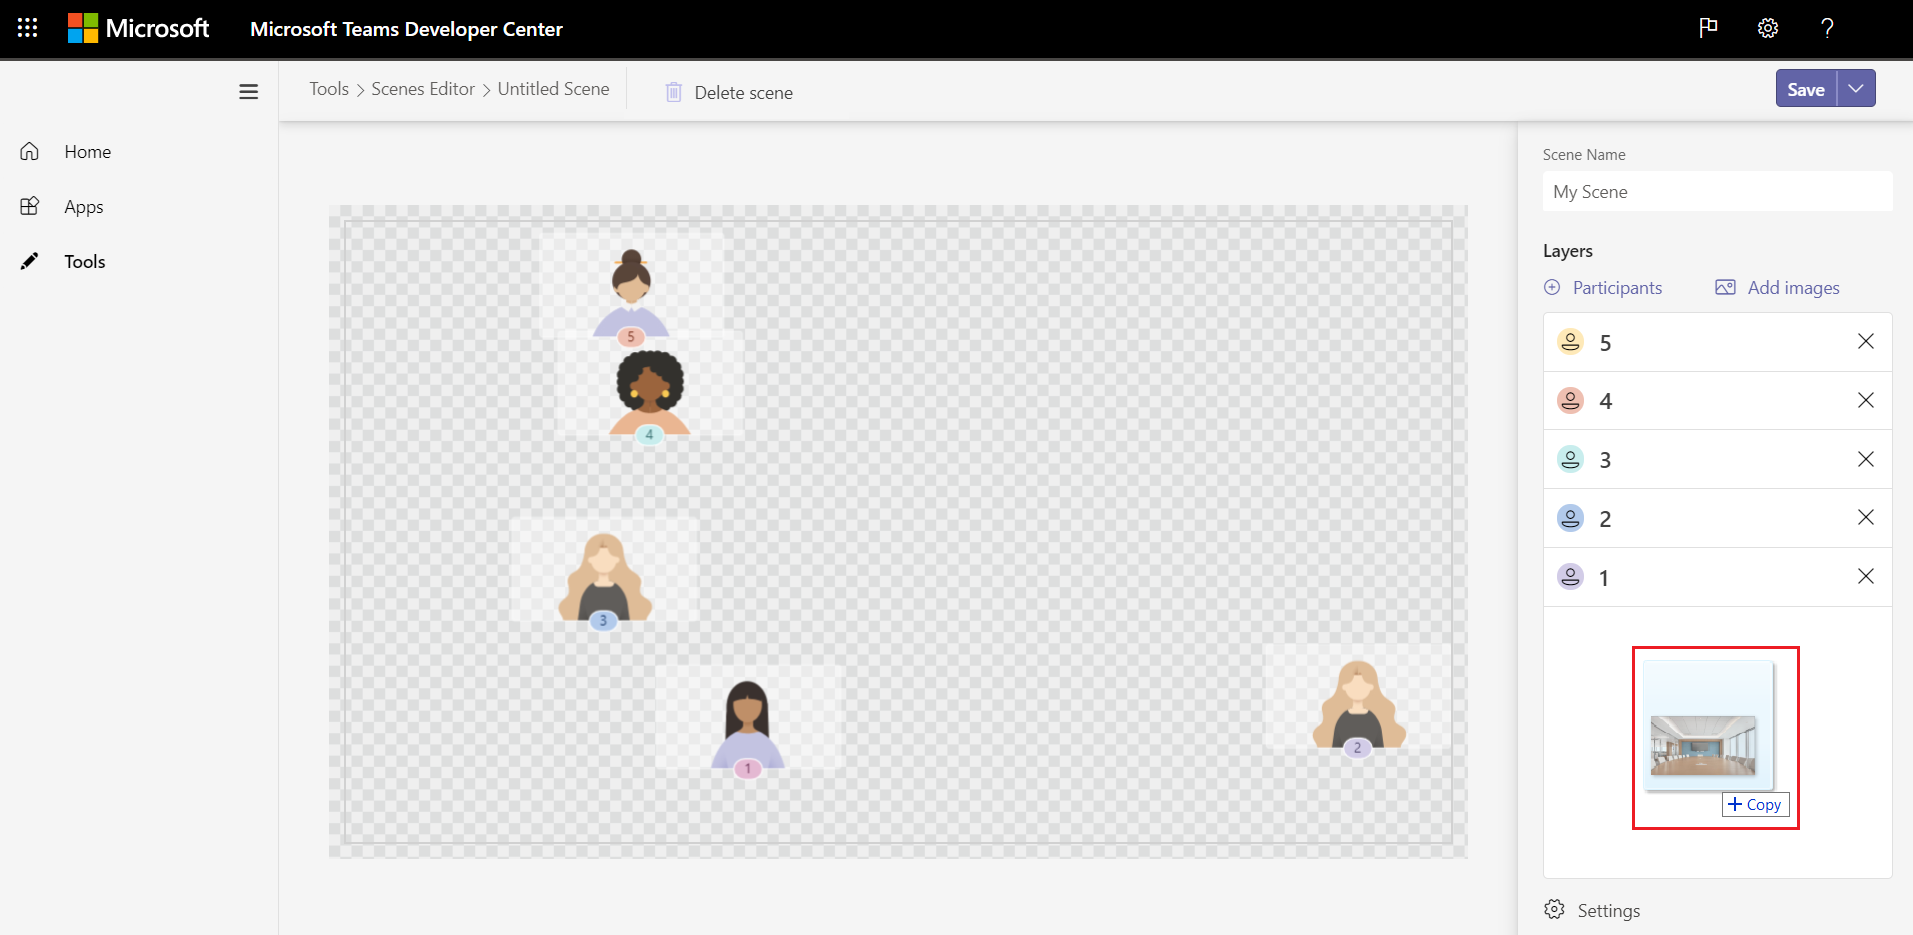 Microsoft
Microsoft Teams Developer Center
?
Tools > Scenes Editor > Untitled Scene
Delete scene
Save
Home
Apps
Tools
5
4
3
1
2
Scene Name
My Scene
Layers
Participants
Add images
5
4
3
2
1
+ Copy
Settings